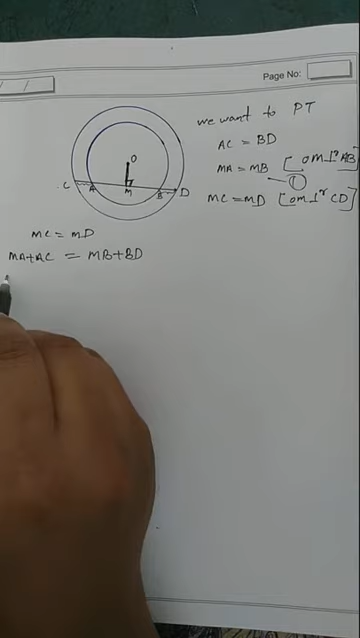 Page No:
we want to PT
AC = BD
MA = MB [OM ⊥r AB]
①
MC = MD [OM ⊥r CD]
O
C A M B D
MC = MD
MA+AC = MB+BD